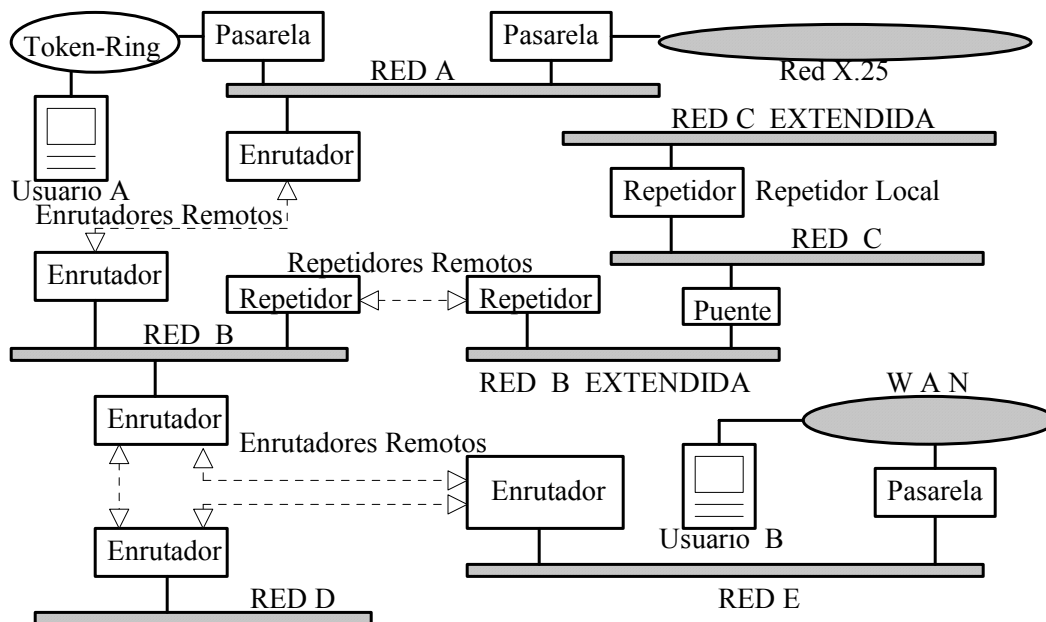 Token-Ring
Pasarela
Pasarela
RED A
Red X.25
RED C EXTENDIDA
Enrutador
Usuario A
Repetidor
Repetidor Local
Enrutadores Remotos
RED C
Enrutador
Repetidores Remotos
Repetidor
Repetidor
Puente
RED B
RED B EXTENDIDA
W A N
Enrutador
Enrutadores Remotos
Enrutador
Pasarela
Enrutador
Usuario B
RED D
RED E